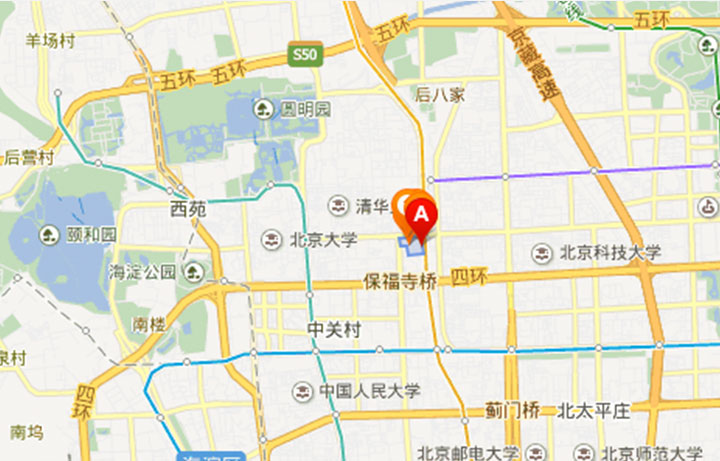 五环
五环
羊场村
京藏高速
S50
五环
五环
后八家
圆明园
后营村
西苑
清华
A
颐和园
北京大学
北京科技大学
海淀公园
保福寺桥
四环
南楼
中关村
泉村
四环
中国人民大学
蓟门桥
北太平庄
南坞
北京邮电大学
北京师范大学
海淀区